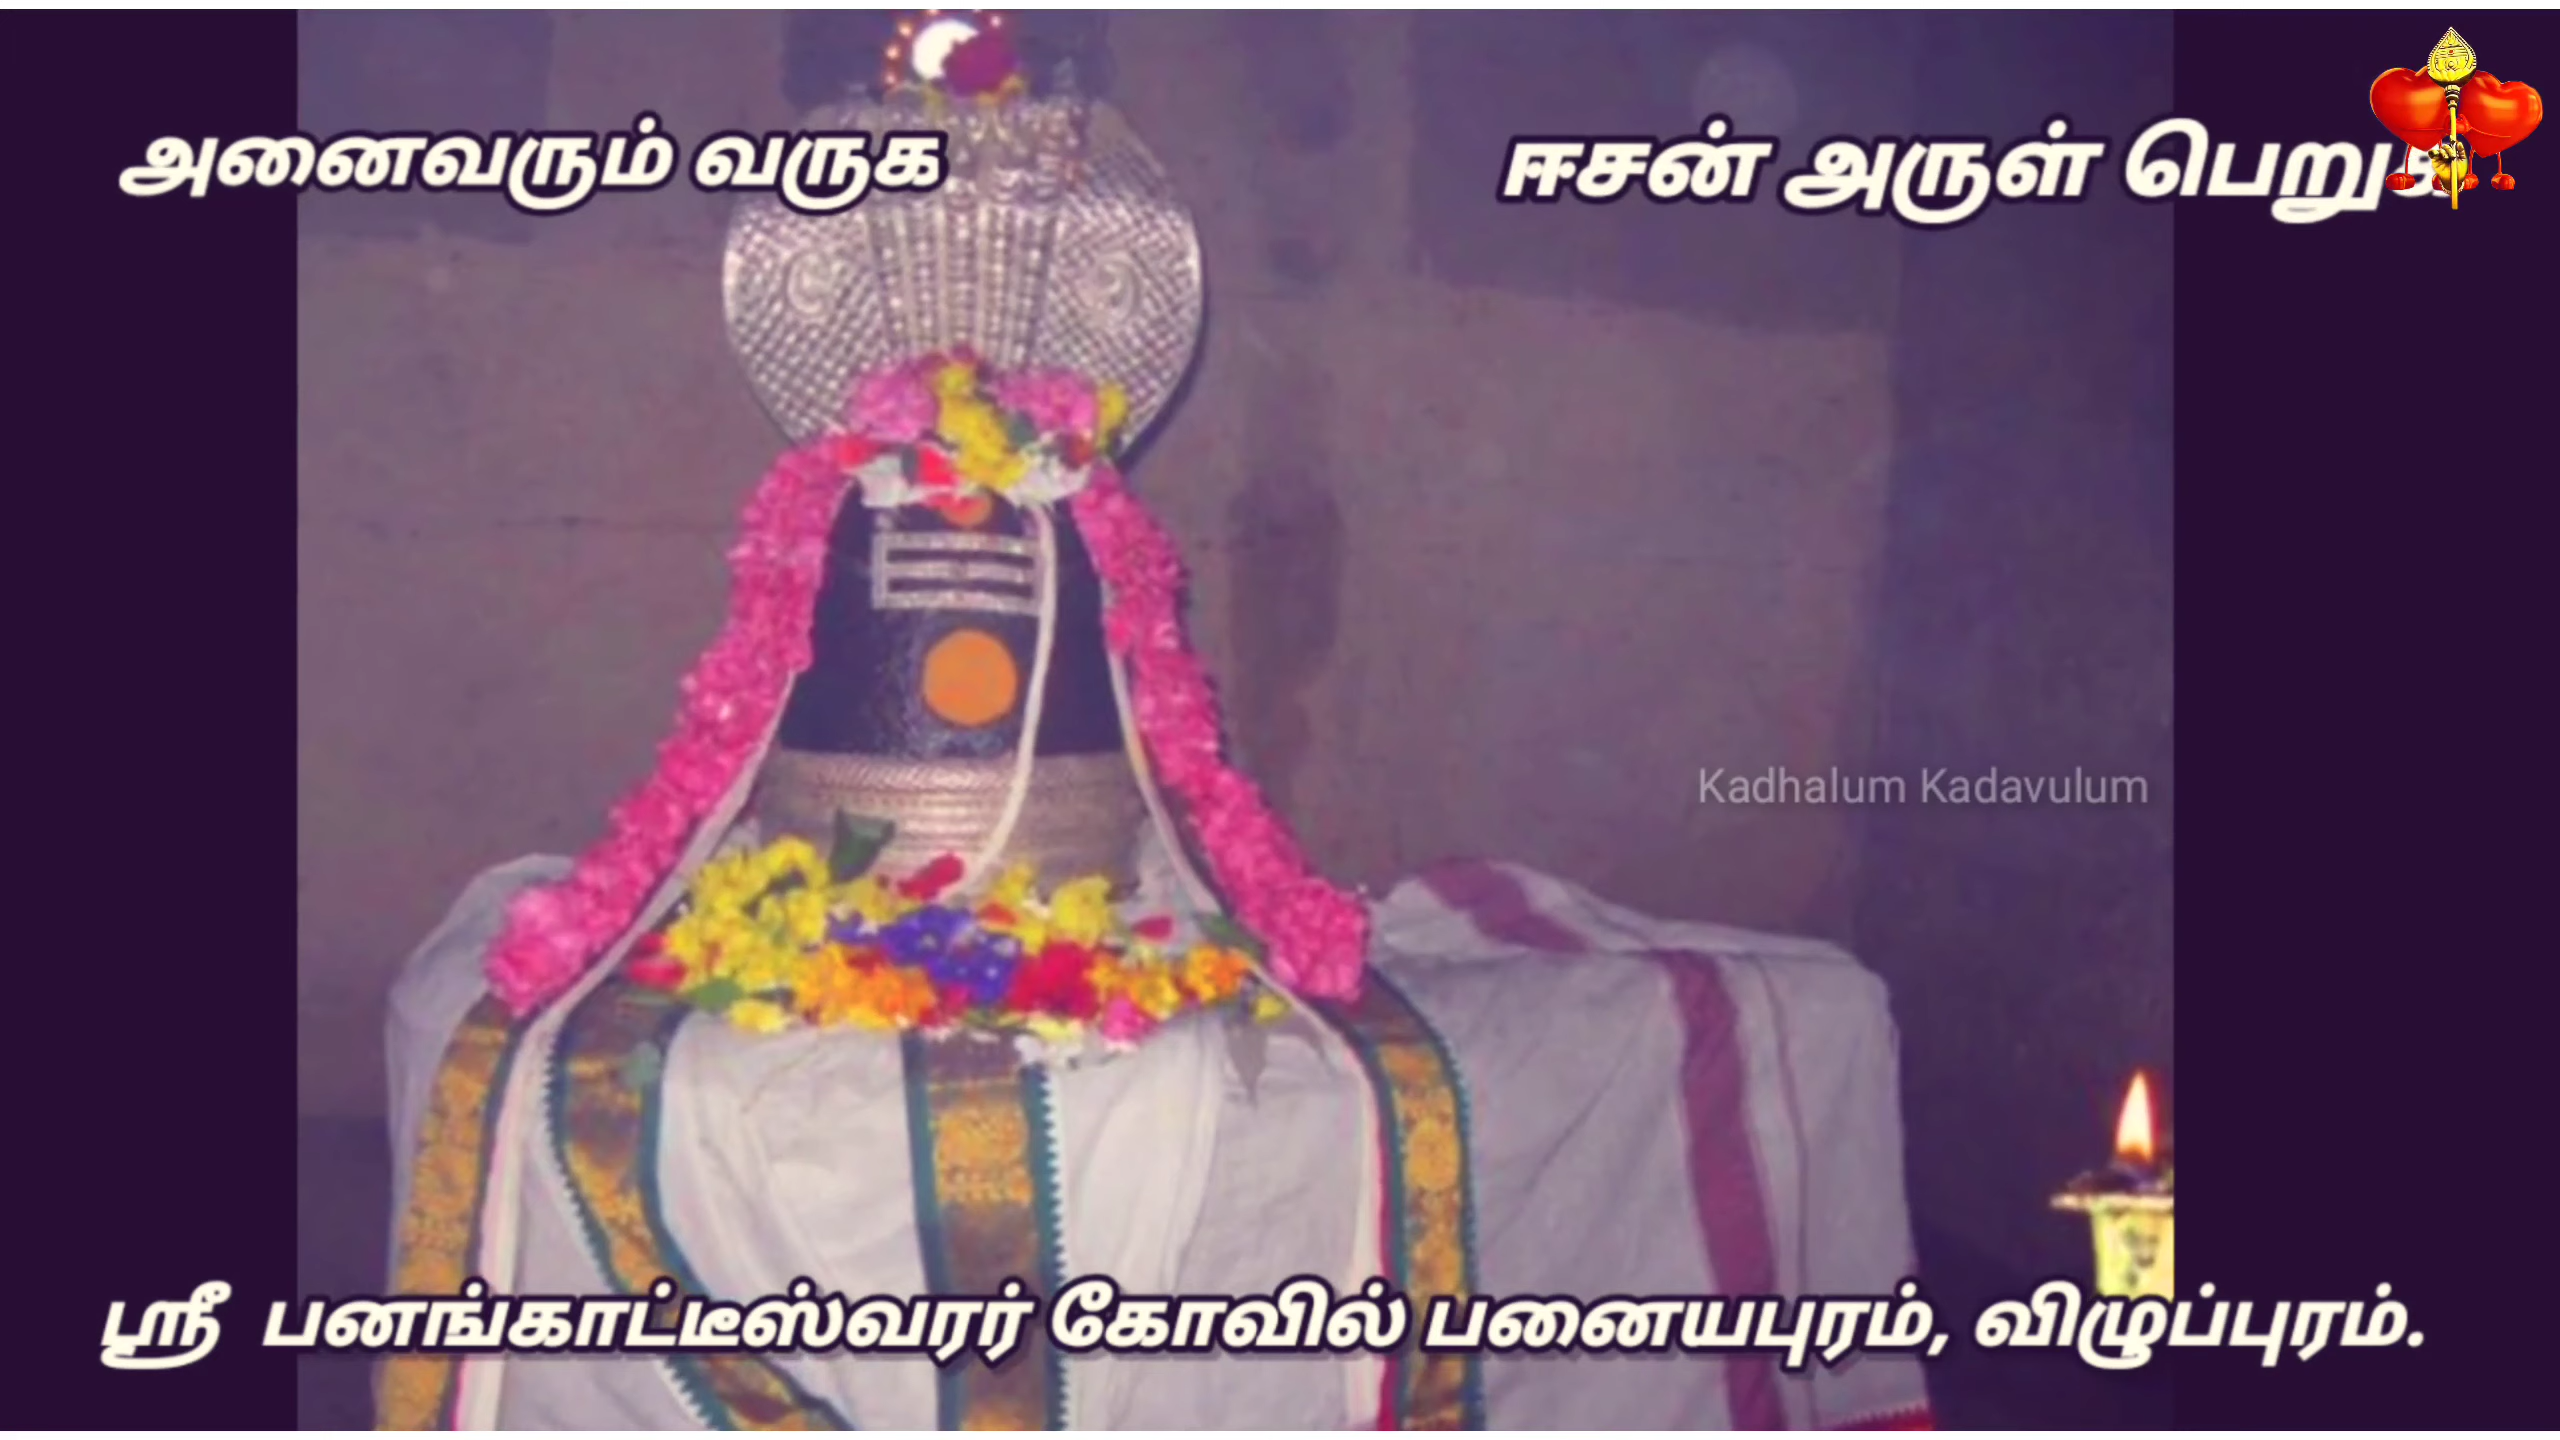 அனைவரும் வருக
ஈசன் அருள் பெறுக
Kadhalum Kadavulum
ஸ்ரீ பனங்காட்டீஸ்வரர் கோவில் பனையபுரம், விழுப்புரம்.